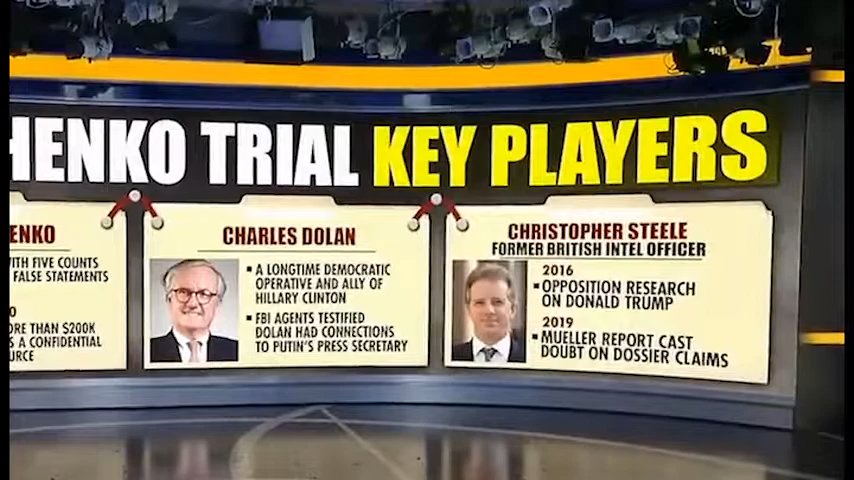 HENKO TRIAL KEY PLAYERS
ENKO
WITH FIVE COUNTS
FALSE STATEMENTS
ORE THAN $200K
S A CONFIDENTIAL
URCE
CHARLES DOLAN
▪ A LONGTIME DEMOCRATIC
OPERATIVE AND ALLY OF
HILLARY CLINTON
▪ FBI AGENTS TESTIFIED
DOLAN HAD CONNECTIONS
TO PUTIN'S PRESS SECRETARY
CHRISTOPHER STEELE
FORMER BRITISH INTEL OFFICER
2016
▪ OPPOSITION RESEARCH
ON DONALD TRUMP
2019
▪ MUELLER REPORT CAST
DOUBT ON DOSSIER CLAIMS